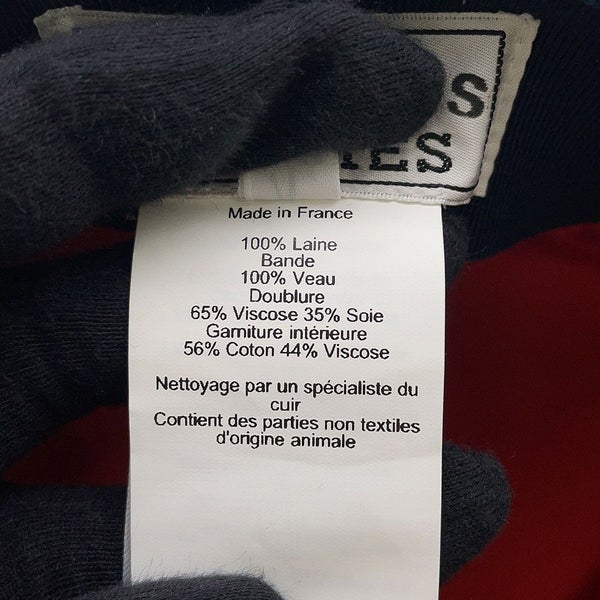 Made in France
100% Laine
Bande
100% Veau
Doublure
65% Viscose 35% Soie
Garniture intérieure
56% Coton 44% Viscose
Nettoyage par un spécialiste du
cuir
Contient des parties non textiles
d'origine animale